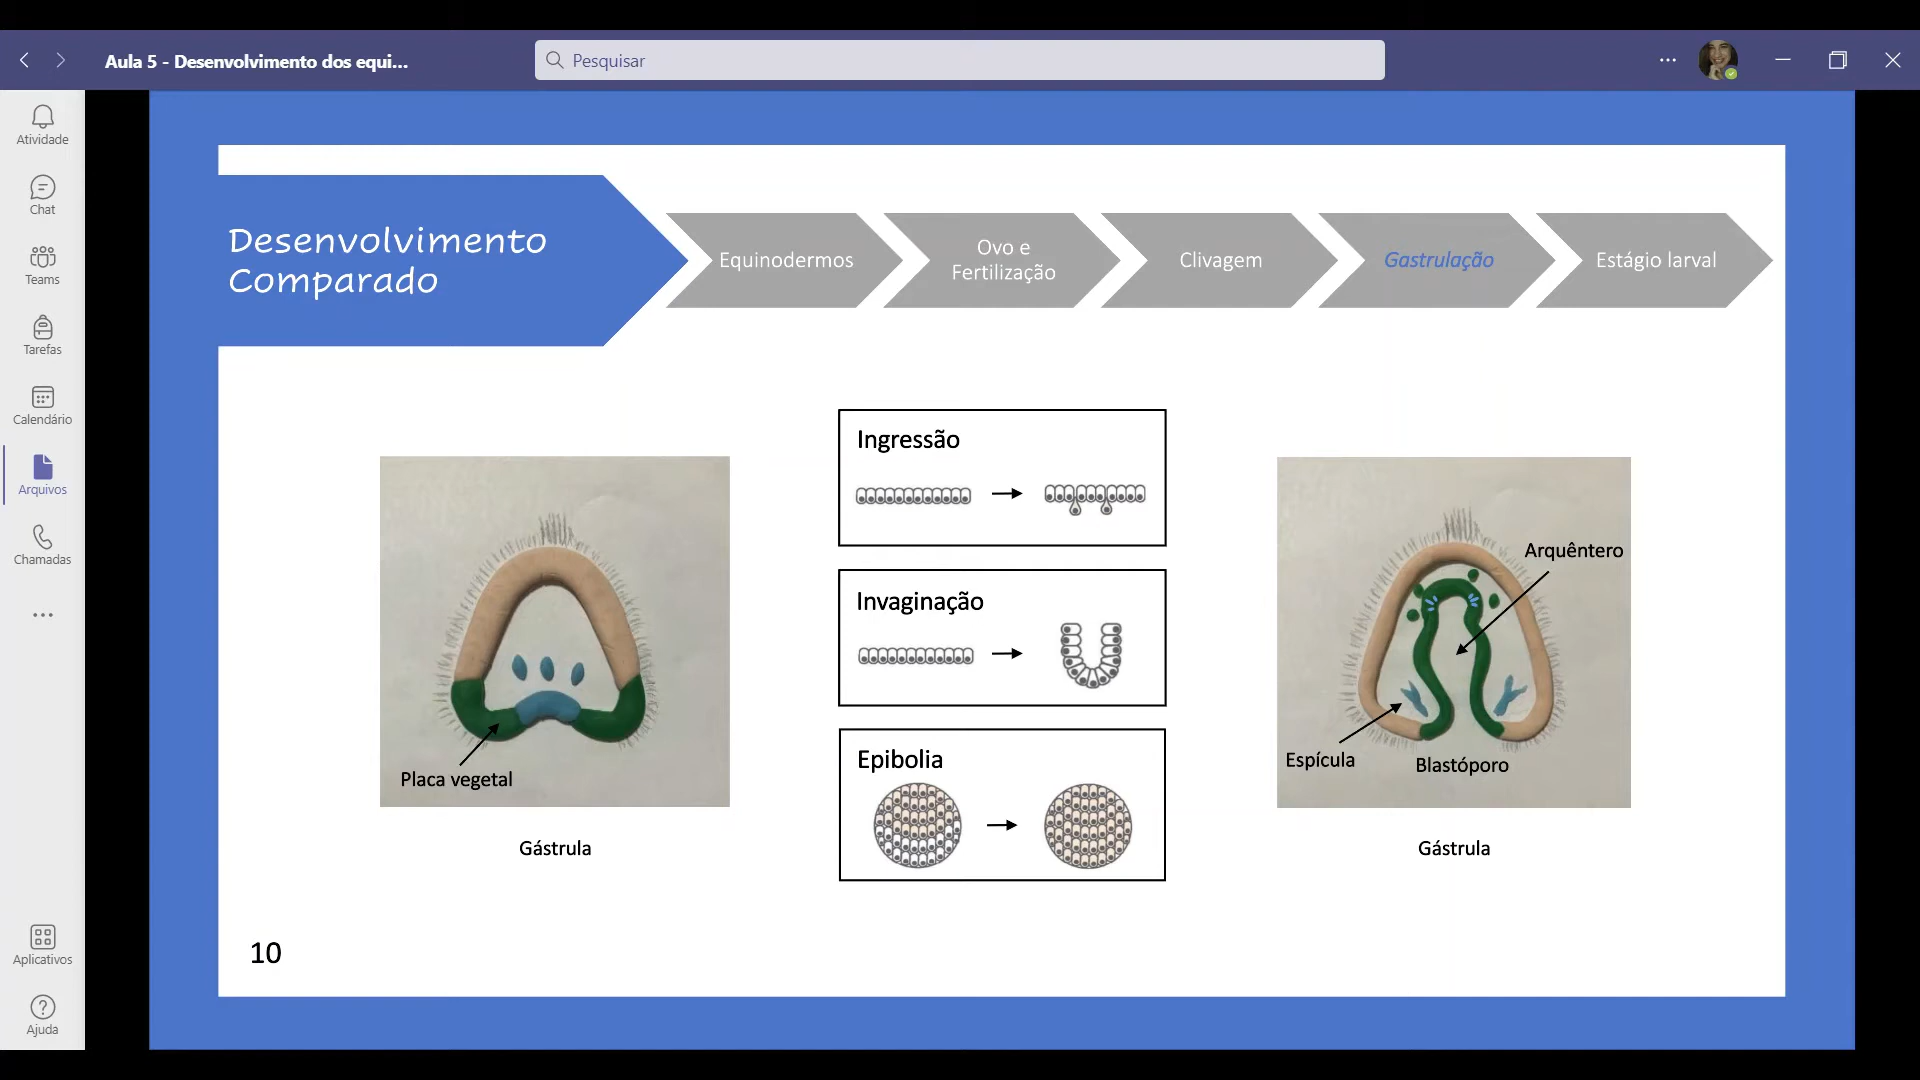 Aula 5 - Desenvolvimento dos equi...
Pesquisar
Atividade
Chat
Teams
Tarefas
Calendário
Arquivos
Chamadas
Aplicativos
Ajuda
Desenvolvimento
Comparado
Equinodermos
Ovo e
Fertilização
Clivagem
Gastrulação
Estágio larval
Placa vegetal
Gástrula
Ingressão
Invaginação
Epibolia
Arquêntero
Espícula
Blastóporo
Gástrula
10